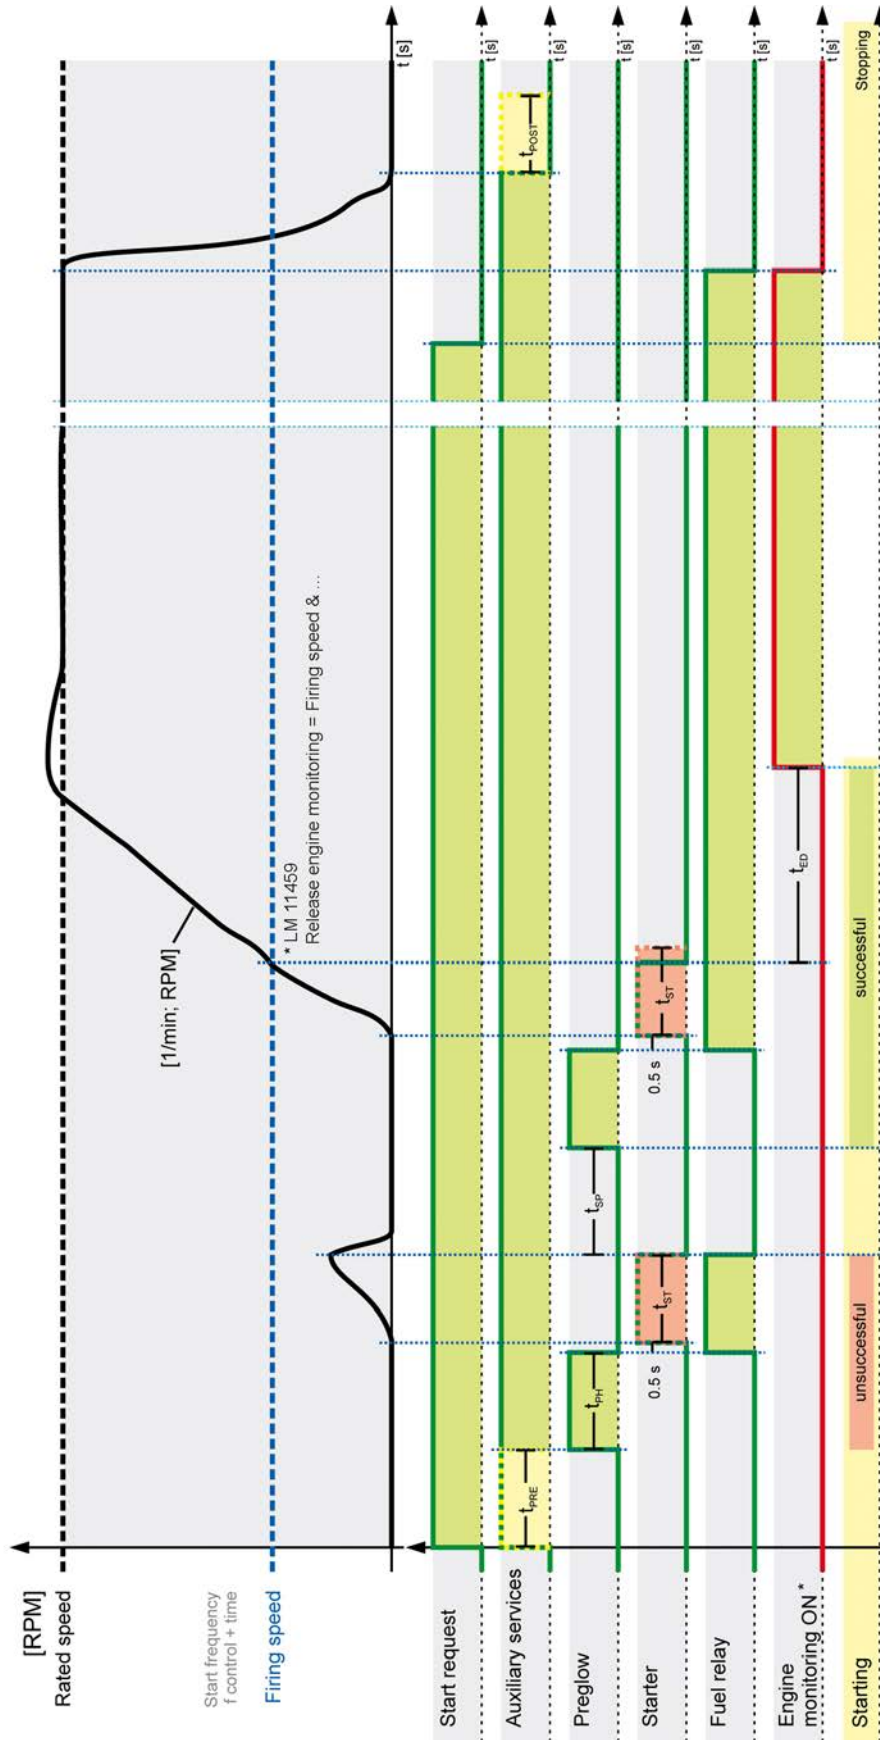 [RPM]
Rated speed
Start frequency
f control + time
Firing speed
[1/min; RPM]
* LM 11459
Release engine monitoring = Firing speed & ...
t [s]
Start request
t [s]
Auxiliary services
tPRE
tPOST
t [s]
Preglow
tPH
tSP
t [s]
Starter
0.5 s
tST
0.5 s
tST
t [s]
Fuel relay
t [s]
Engine
monitoring ON *
tED
t [s]
Starting
unsuccessful
successful
Stopping